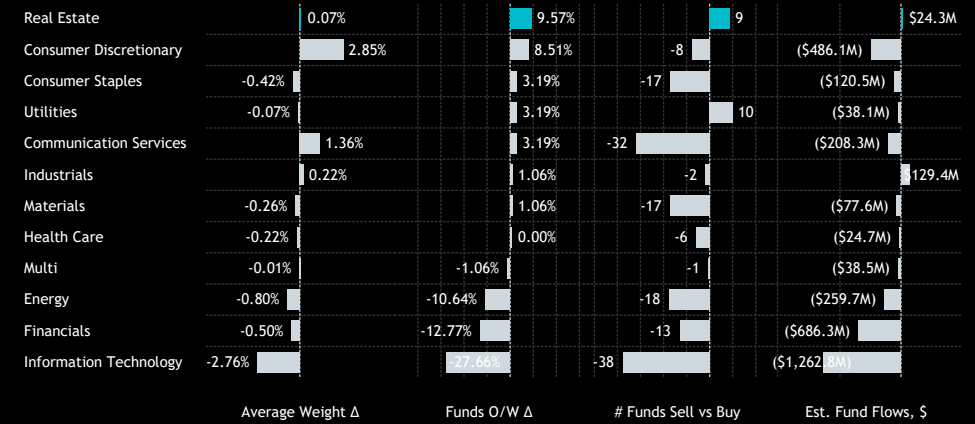 Real Estate 0.07% 9.57% 9 $24.3M
Consumer Discretionary 2.85% 8.51% -8 ($486.1M)
Consumer Staples -0.42% 3.19% -17 ($120.5M)
Utilities -0.07% 3.19% 10 ($38.1M)
Communication Services 1.36% 3.19% -32 ($208.3M)
Industrials 0.22% 1.06% -2 $129.4M
Materials -0.26% 1.06% -17 ($77.6M)
Health Care -0.22% 0.00% -6 ($24.7M)
Multi -0.01% -1.06% -1 ($38.5M)
Energy -0.80% -10.64% -18 ($259.7M)
Financials -0.50% -12.77% -13 ($686.3M)
Information Technology -2.76% -27.66% -38 ($1,262.8M)
Average Weight Δ Funds O/W Δ # Funds Sell vs Buy Est. Fund Flows, $